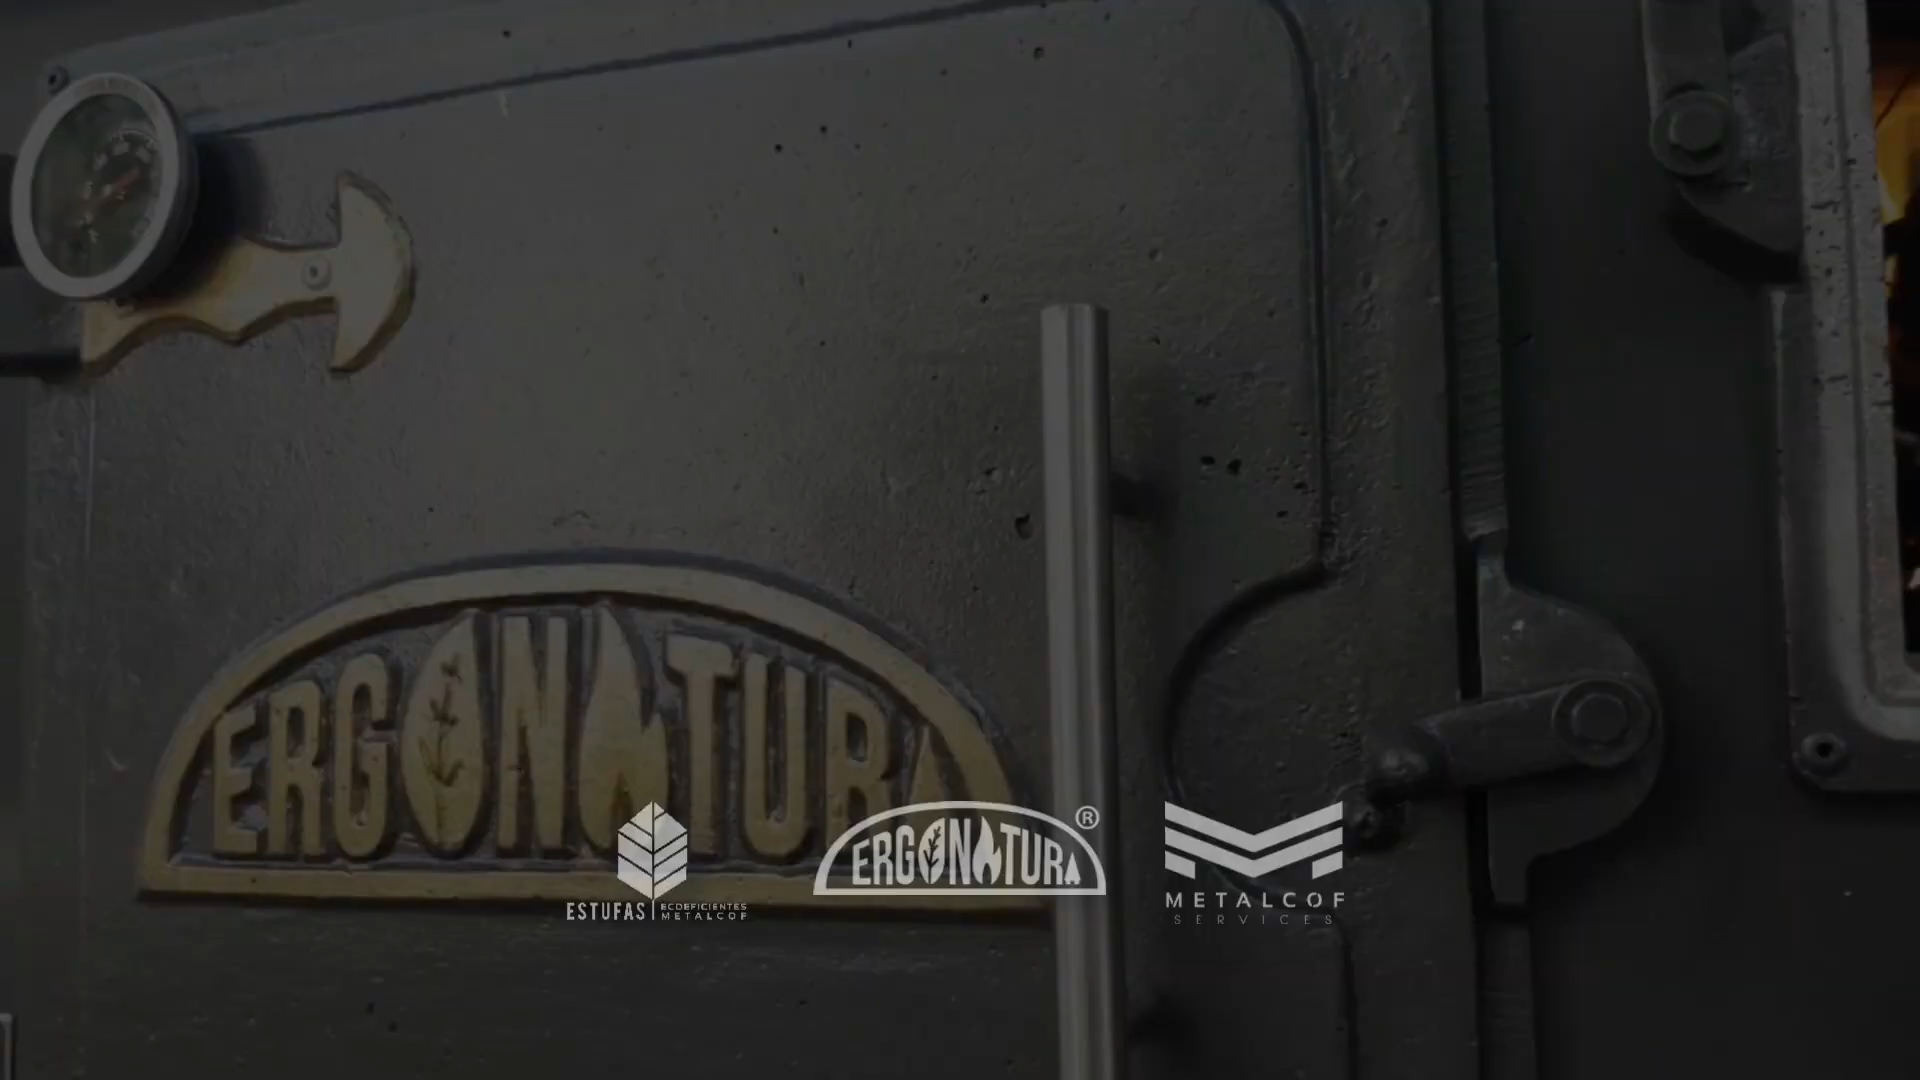 ERGONATURA
ERGONATURA®
ESTUFAS
ECOEFICIENTES
METALCOF
METALCOF
SERVICES